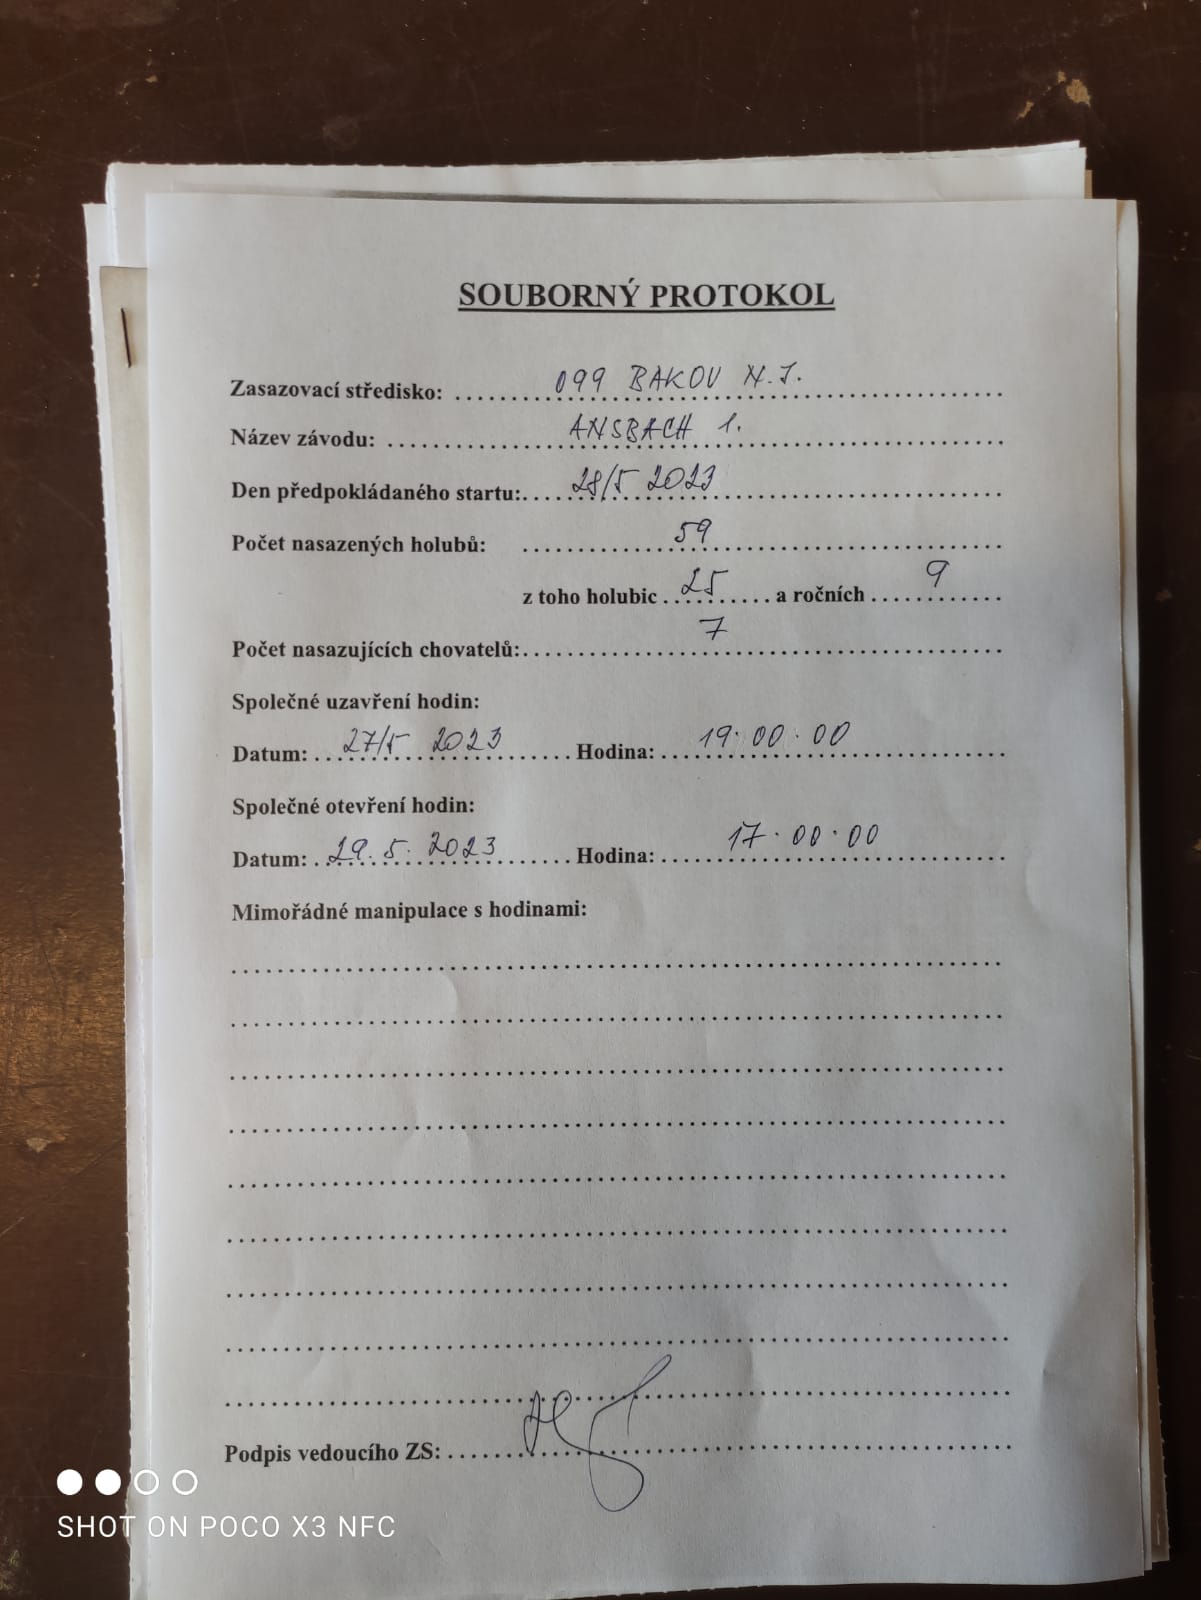 SOUBORNÝ PROTOKOL
Zasazovací středisko: 099 BAKOV N.J.
Název závodu: ANSBACH 1.
Den předpokládaného startu: 28/5 2023
Počet nasazených holubů: 59
z toho holubic 25 a ročních 9
Počet nasazujících chovatelů: 7
Společné uzavření hodin:
Datum: 27/5 2023 Hodina: 19.00.00
Společné otevření hodin:
Datum: 29.5.2023 Hodina: 17.00.00
Mimořádné manipulace s hodinami:
Podpis vedoucího ZS:
SHOT ON POCO X3 NFC